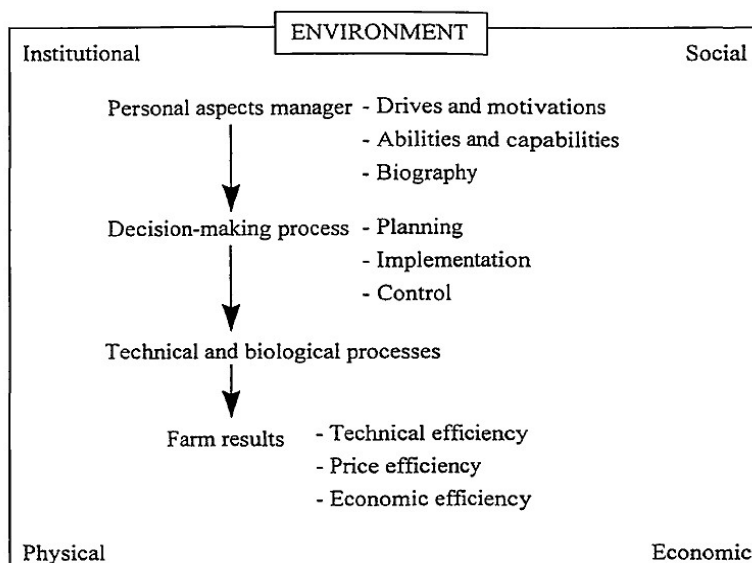 ENVIRONMENT
Institutional Social
Personal aspects manager - Drives and motivations
- Abilities and capabilities
- Biography
Decision-making process - Planning
- Implementation
- Control
Technical and biological processes
Farm results - Technical efficiency
- Price efficiency
- Economic efficiency
Physical Economic